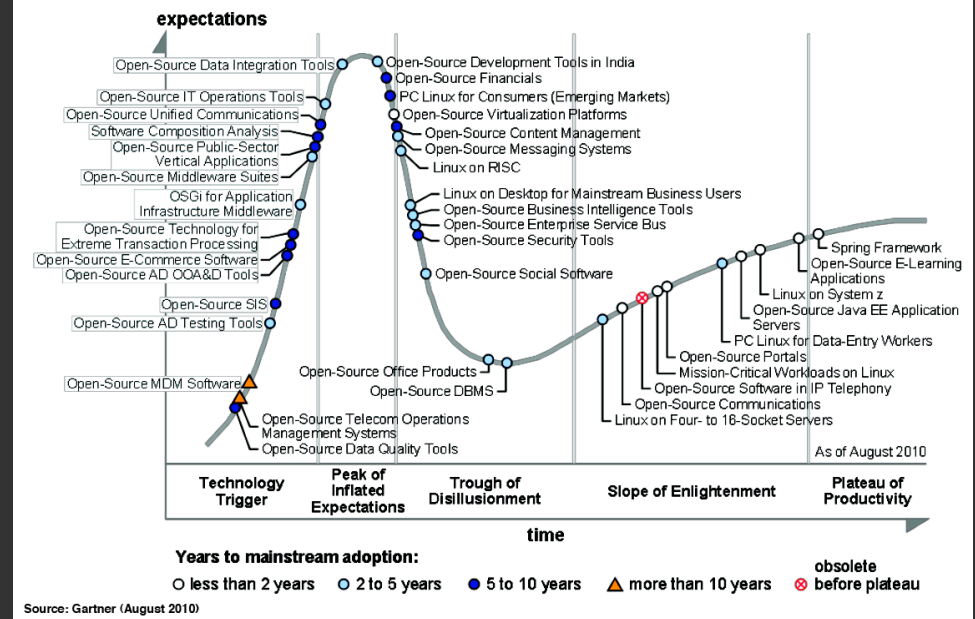 expectations
Open-Source Data Integration Tools
Open-Source IT Operations Tools
Open-Source Unified Communications
Software Composition Analysis
Open-Source Public-Sector
Vertical Applications
Open-Source Middleware Suites
OSGi for Application
Infrastructure Middleware
Open-Source Technology for
Extreme Transaction Processing
Open-Source E-Commerce Software
Open-Source AD OOA&D Tools
Open-Source SIS
Open-Source AD Testing Tools
Open-Source MDM Software
Open-Source Telecom Operations
Management Systems
Open-Source Data Quality Tools
Open-Source Development Tools in India
Open-Source Financials
PC Linux for Consumers (Emerging Markets)
Open-Source Virtualization Platforms
Open-Source Content Management
Open-Source Messaging Systems
Linux on RISC
Linux on Desktop for Mainstream Business Users
Open-Source Business Intelligence Tools
Open-Source Enterprise Service Bus
Open-Source Security Tools
Open-Source Social Software
Open-Source Office Products
Open-Source DBMS
Spring Framework
Open-Source E-Learning
Applications
Linux on System z
Open-Source Java EE Application
Servers
PC Linux for Data-Entry Workers
Open-Source Portals
Mission-Critical Workloads on Linux
Open-Source Software in IP Telephony
Open-Source Communications
Linux on Four- to 16-Socket Servers
As of August 2010
Technology
Trigger
Peak of
Inflated
Expectations
Trough of
Disillusionment
Slope of Enlightenment
Plateau of
Productivity
time
Years to mainstream adoption:
less than 2 years
2 to 5 years
5 to 10 years
more than 10 years
obsolete
before plateau
Source: Gartner (August 2010)